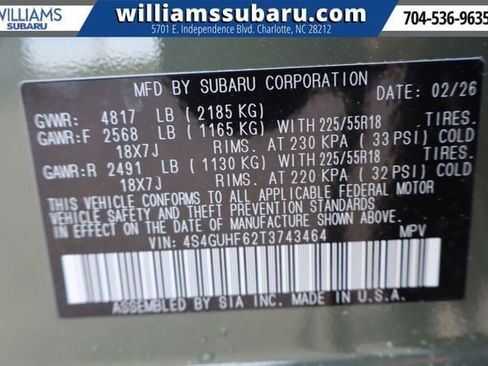 WILLIAMS
SUBARU
williamssubaru.com
5701 E. Independence Blvd. Charlotte, NC 28212
704-536-9635
MFD BY SUBARU CORPORATION DATE: 02/26
GVWR: 4817 LB (2185 KG)
GAWR:F 2568 LB (1165 KG) WITH 225/55R18 TIRES.
18X7J RIMS. AT 230 KPA (33 PSI) COLD
GAWR:R 2491 LB (1130 KG) WITH 225/55R18 TIRES.
18X7J RIMS. AT 220 KPA (32 PSI) COLD
THIS VEHICLE CONFORMS TO ALL APPLICABLE FEDERAL MOTOR
VEHICLE SAFETY AND THEFT PREVENTION STANDARDS IN
EFFECT ON THE DATE OF MANUFACTURE SHOWN ABOVE.
VIN: 4S4GUHF62T3743464 MPV
ASSEMBLED BY SIA INC. MADE IN U.S.A.